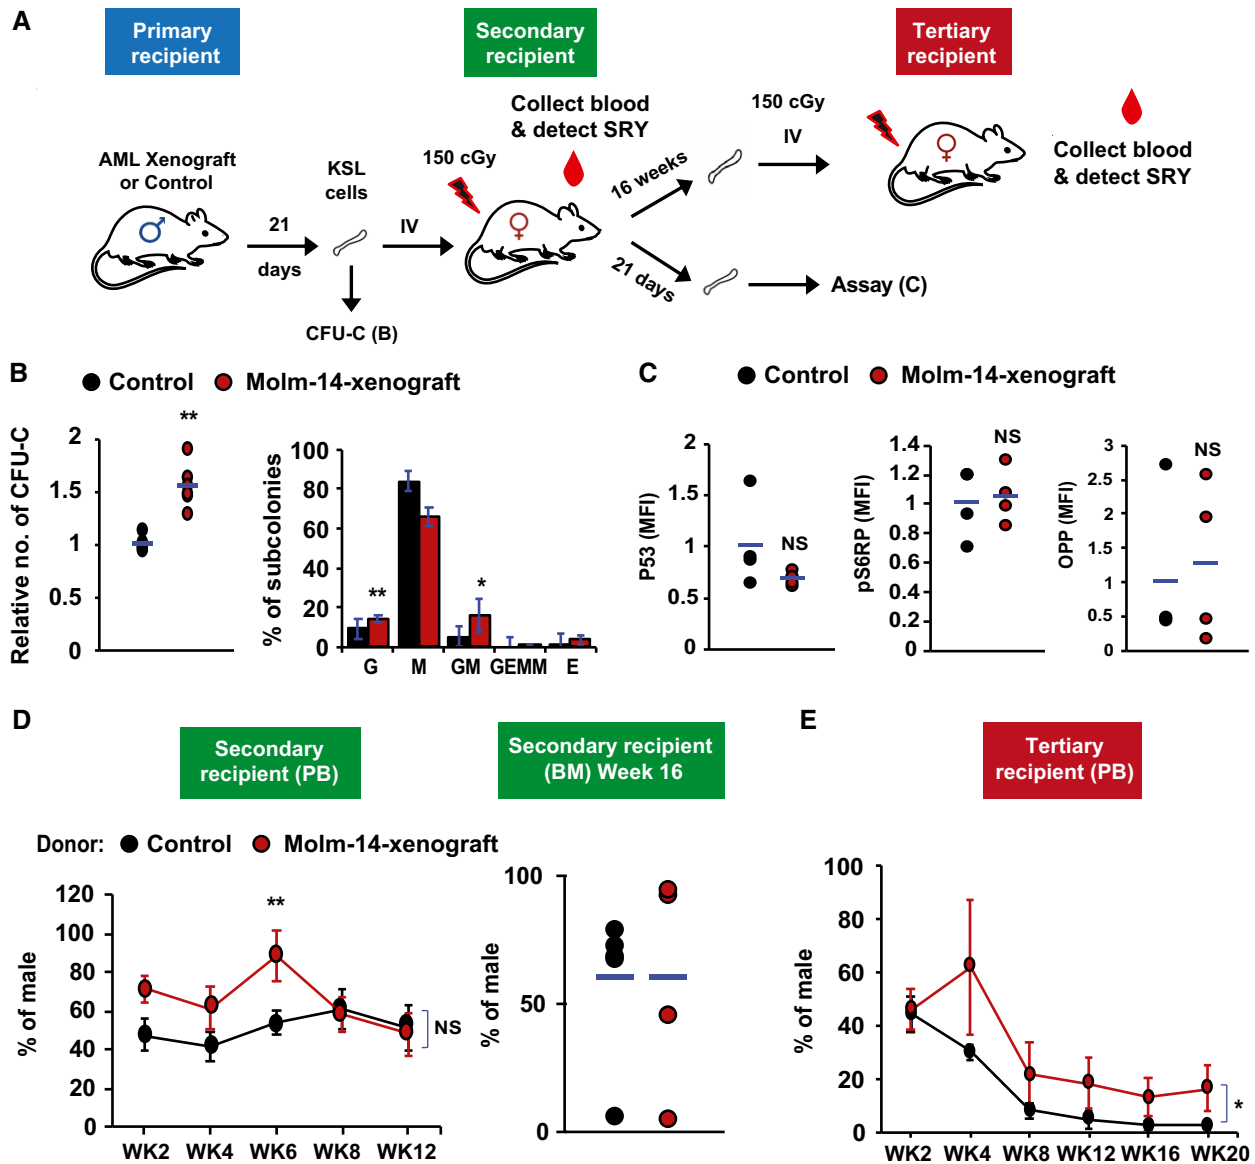 A
Primary
recipient
Secondary
recipient
Tertiary
recipient
AML Xenograft
or Control
21
days
KSL
cells
CFU-C (B)
IV
150 cGy
Collect blood
& detect SRY
♂
♀
16 weeks
21 days
150 cGy
IV
Assay (C)
♀
Collect blood
& detect SRY
B
Control
Molm-14-xenograft
Relative no. of CFU-C
2
1.5
1
0.5
0
**
% of subcolonies
100
80
60
40
20
0
**
*
G
M
GM
GEMM
E
C
Control
Molm-14-xenograft
P53 (MFI)
2
1.5
1
0.5
0
NS
pS6RP (MFI)
1.4
1.2
1
0.8
0.6
0.4
0.2
0
NS
OPP (MFI)
3
2.5
2
1.5
1
0.5
0
NS
D
Secondary
recipient (PB)
Secondary recipient
(BM) Week 16
Donor: Control Molm-14-xenograft
% of male
120
100
80
60
40
20
0
**
NS
WK2 WK4 WK6 WK8 WK12
% of male
100
50
0
E
Tertiary
recipient (PB)
% of male
100
80
60
40
20
0
*
WK2 WK4 WK8 WK12 WK16 WK20